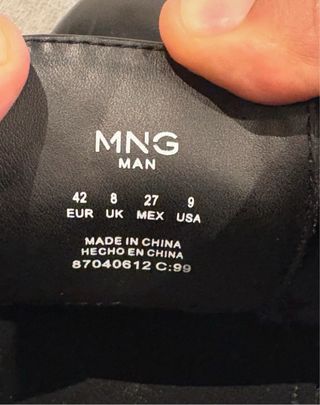 MNG
MAN
42 8 27 9
EUR UK MEX USA
MADE IN CHINA
HECHO EN CHINA
87040612 C:99